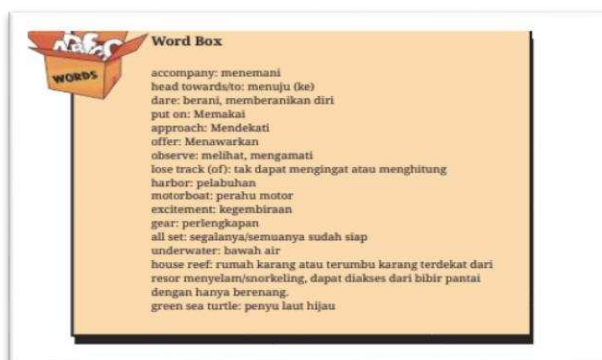 WORDS
Word Box
accompany: menemani
head towards/to: menuju (ke)
dare: berani, memberanikan diri
put on: Memakai
approach: Mendekati
offer: Menawarkan
observe: melihat, mengamati
lose track (of): tak dapat mengingat atau menghitung
harbor: pelabuhan
motorboat: perahu motor
excitement: kegembiraan
gear: perlengkapan
all set: segalanya/semuanya sudah siap
underwater: bawah air
house reef: rumah karang atau terumbu karang terdekat dari
resor menyelam/snorkeling, dapat diakses dari bibir pantai
dengan hanya berenang.
green sea turtle: penyu laut hijau